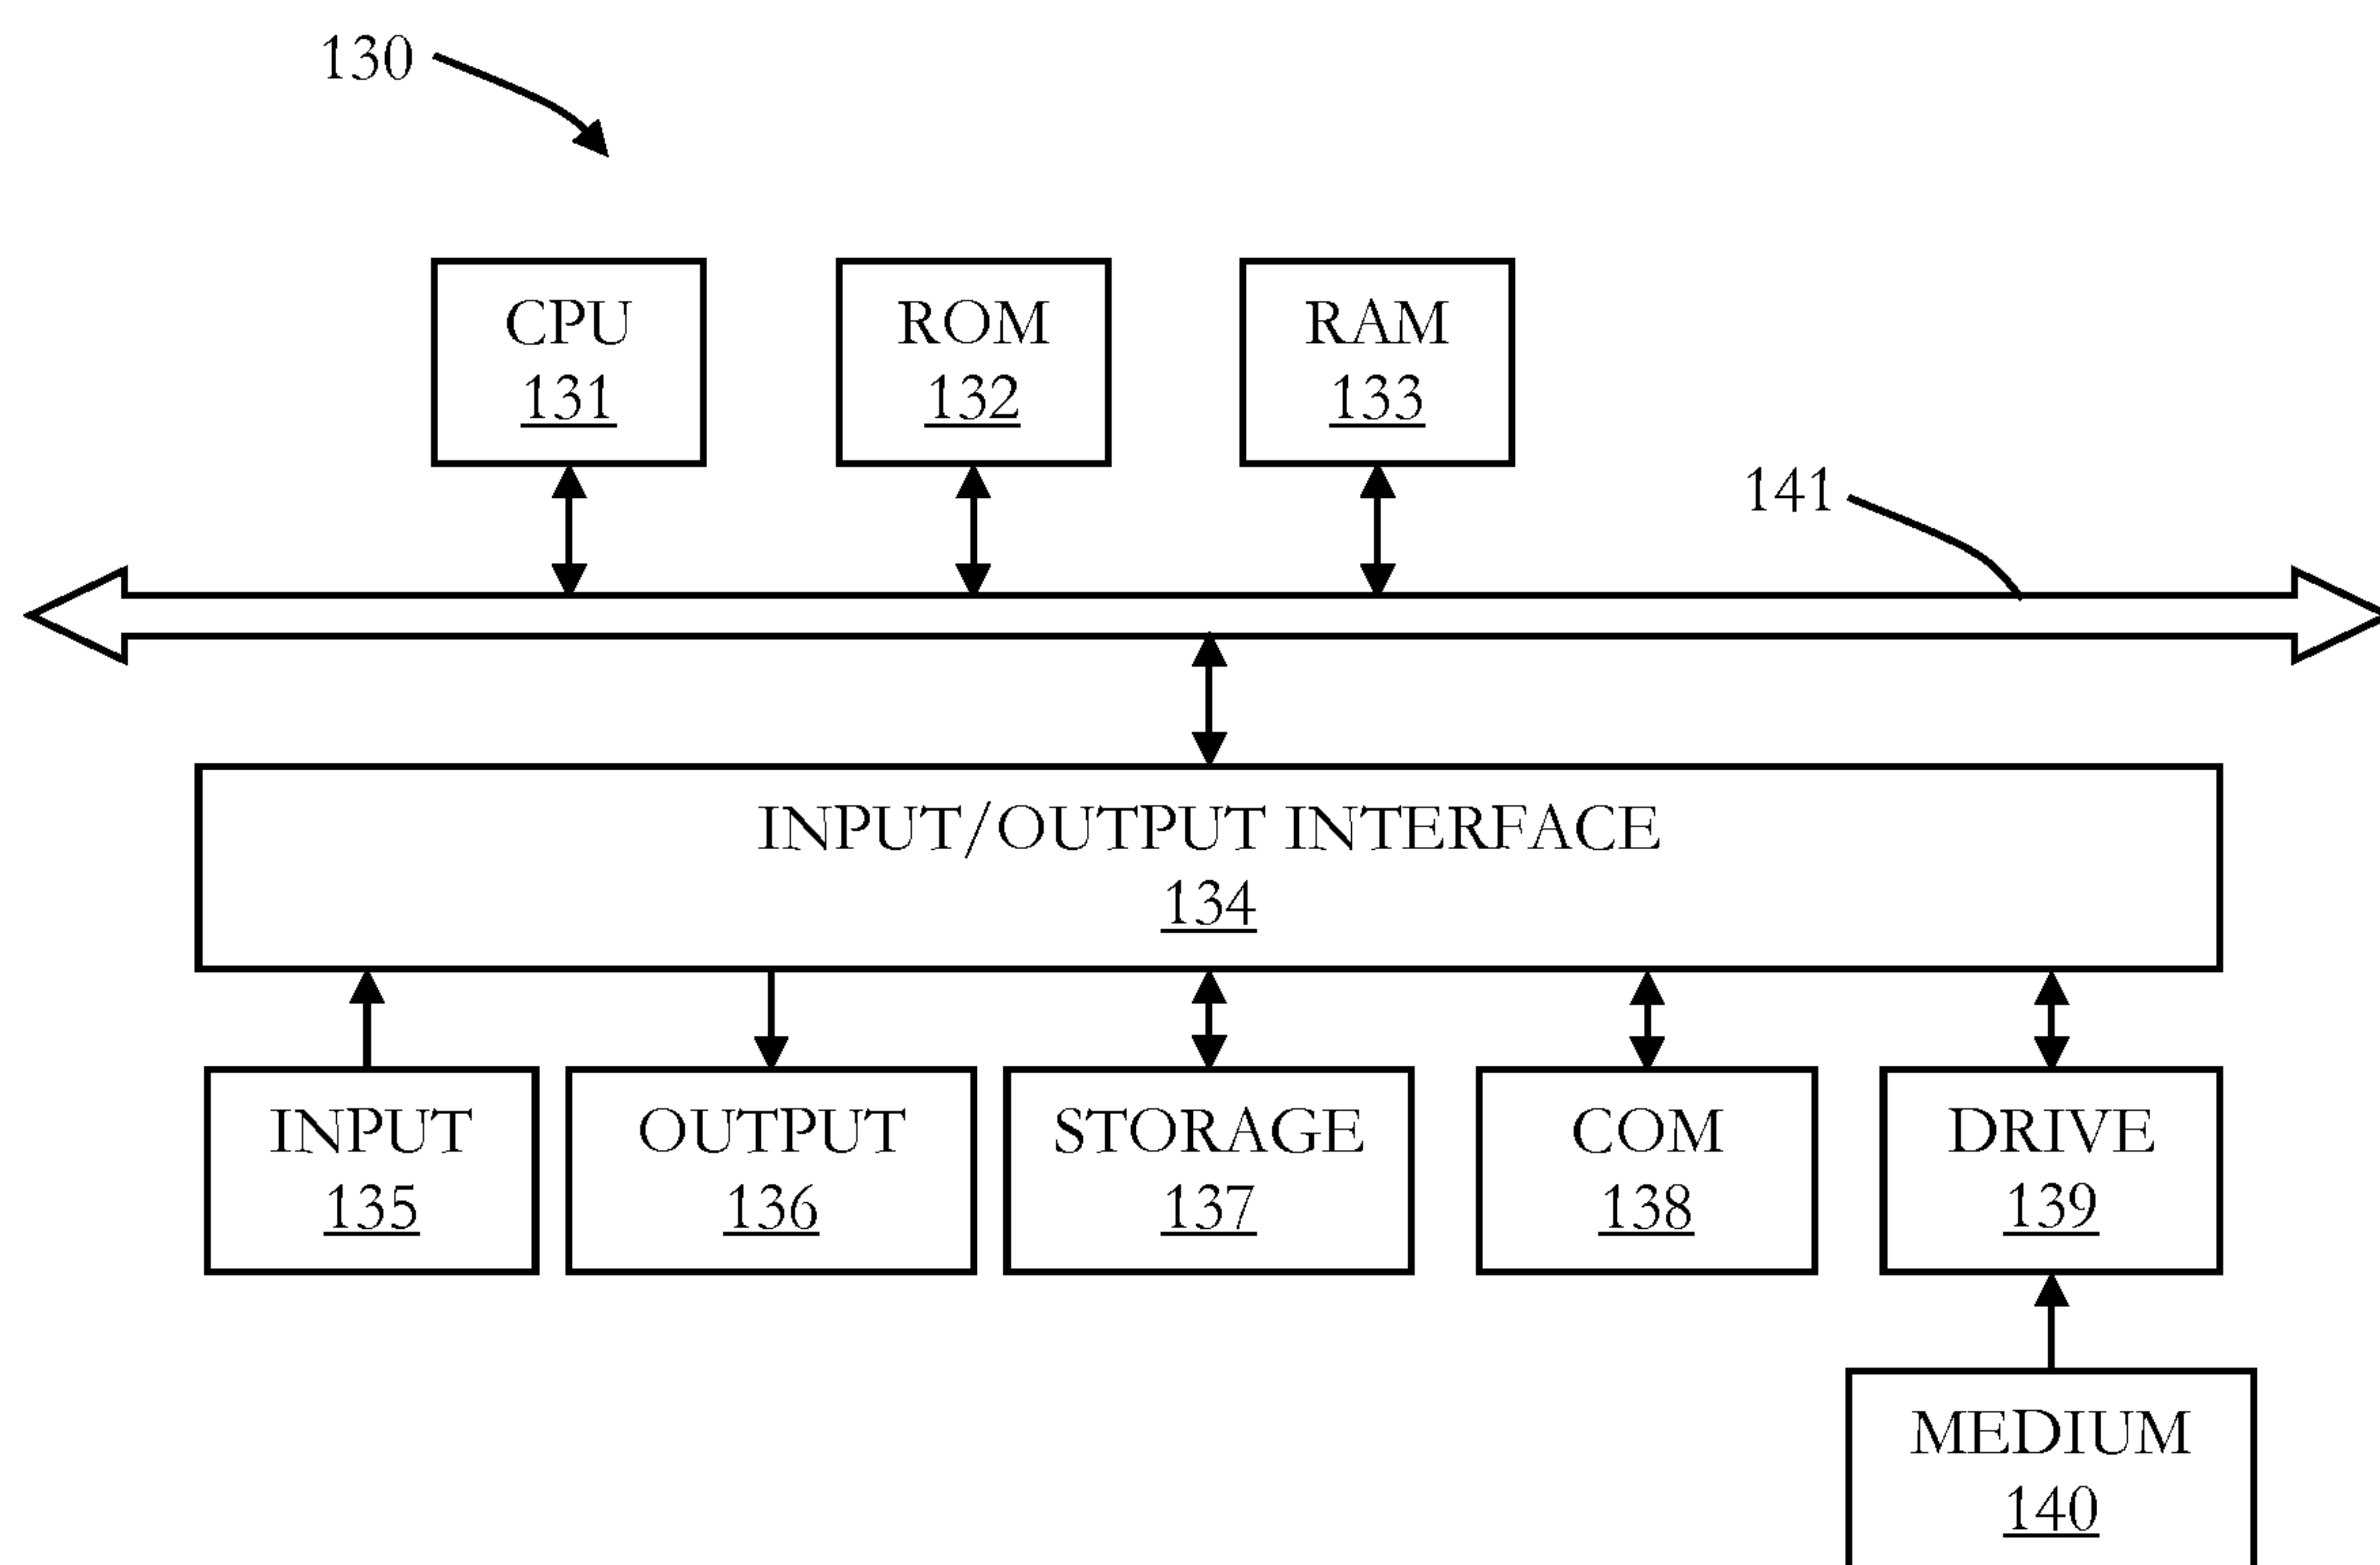 130
CPU
131
ROM
132
RAM
133
141
INPUT/OUTPUT INTERFACE
134
INPUT
135
OUTPUT
136
STORAGE
137
COM
138
DRIVE
139
MEDIUM
140